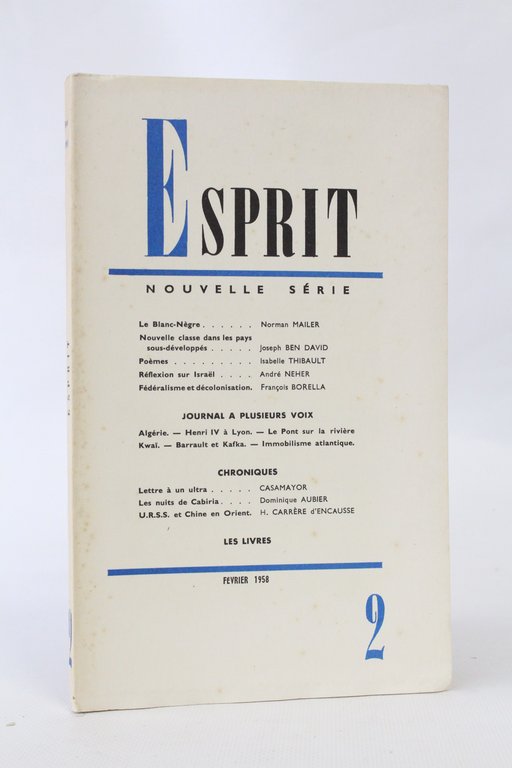 ESPRIT
NOUVELLE SÉRIE
Le Blanc-Nègre . . . . . . Norman MAILER
Nouvelle classe dans les pays
sous-développés . . . . . Joseph BEN DAVID
Poèmes . . . . . . . . . Isabelle THIBAULT
Réflexion sur Israël . . . . André NEHER
Fédéralisme et décolonisation. François BORELLA
JOURNAL A PLUSIEURS VOIX
Algérie. — Henri IV à Lyon. — Le Pont sur la rivière
Kwaï. — Barrault et Kafka. — Immobilisme atlantique.
CHRONIQUES
Lettre à un ultra . . . . . CASAMAYOR
Les nuits de Cabiria . . . . Dominique AUBIER
U.R.S.S. et Chine en Orient. H. CARRÈRE d'ENCAUSSE
LES LIVRES
FEVRIER 1958
2
ESPRIT